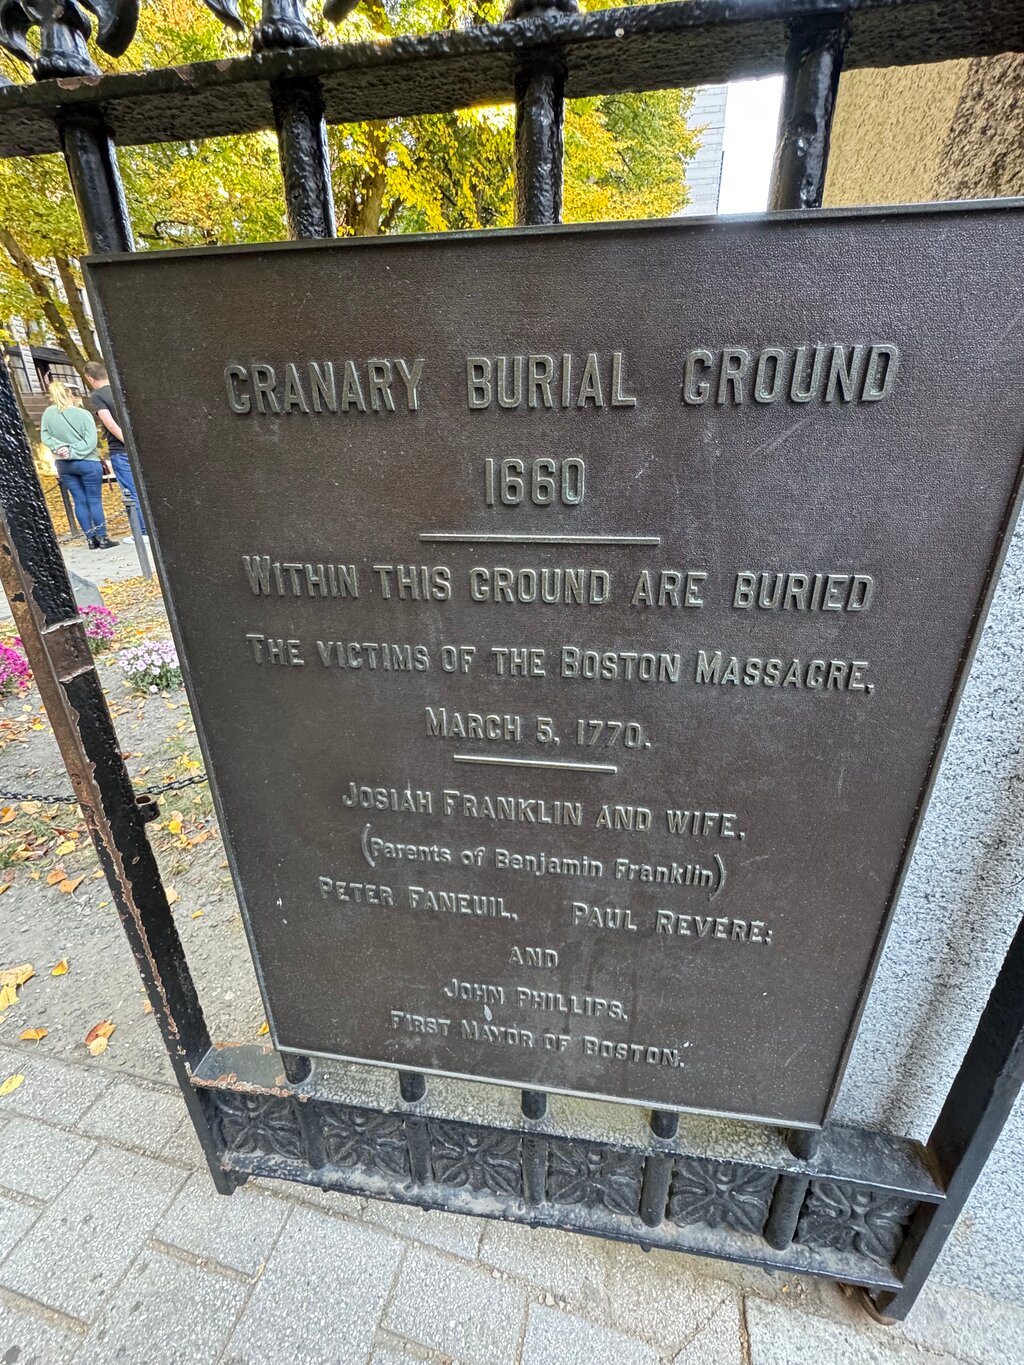 GRANARY BURIAL GROUND
1660
WITHIN THIS GROUND ARE BURIED
THE VICTIMS OF THE BOSTON MASSACRE,
MARCH 5, 1770.
JOSIAH FRANKLIN AND WIFE,
(Parents of Benjamin Franklin)
PETER FANEUIL, PAUL REVERE;
AND
JOHN PHILLIPS,
FIRST MAYOR OF BOSTON.